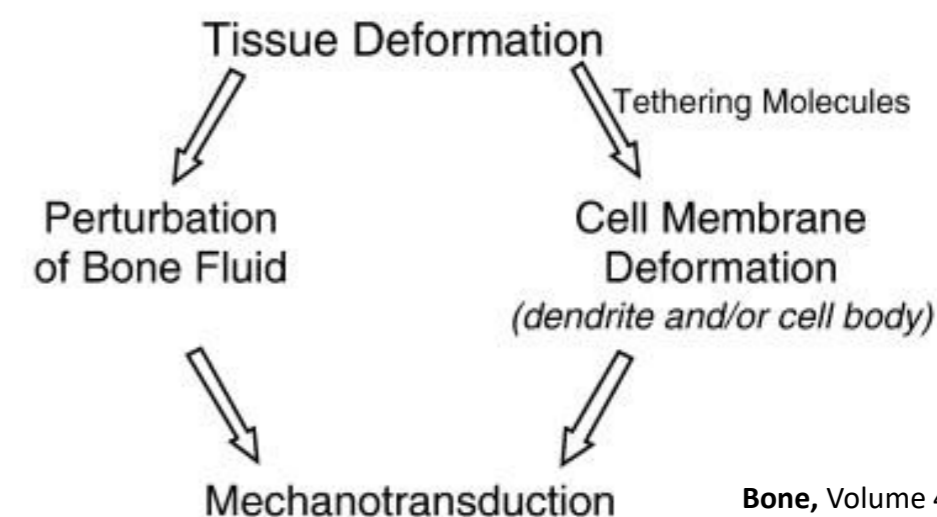 Tissue Deformation
Tethering Molecules
Perturbation
of Bone Fluid
Cell Membrane
Deformation
(dendrite and/or cell body)
Mechanotransduction
Bone, Volume 4